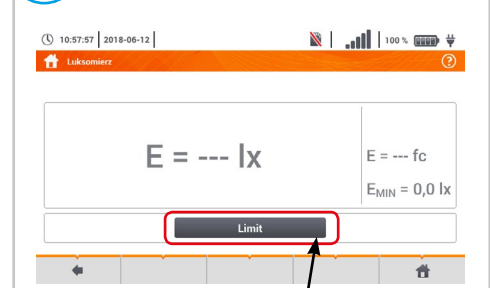 10:57:57 2018-06-12 100 %
Luksomierz ?
E = --- lx
E = --- fc
EMIN = 0,0 lx
Limit